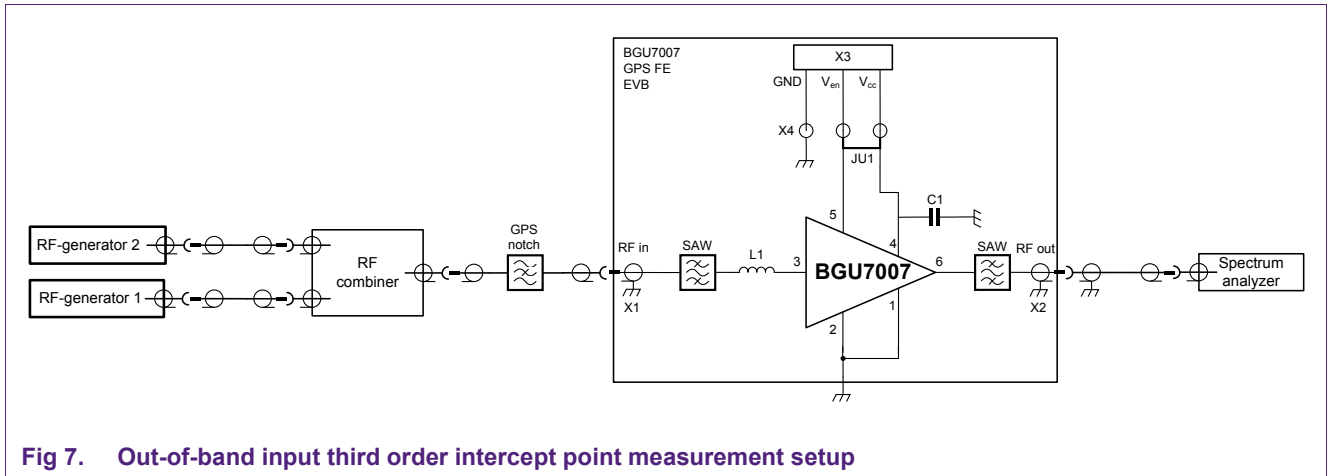 BGU7007
GPS FE
EVB
X3
GND
Ven
Vcc
X4
JU1
C1
5
4
RF-generator 2
RF-generator 1
RF
combiner
GPS
notch
RF in
X1
SAW
L1
3
BGU7007
6
SAW
RF out
X2
Spectrum
analyzer
2
1
Fig 7. Out-of-band input third order intercept point measurement setup